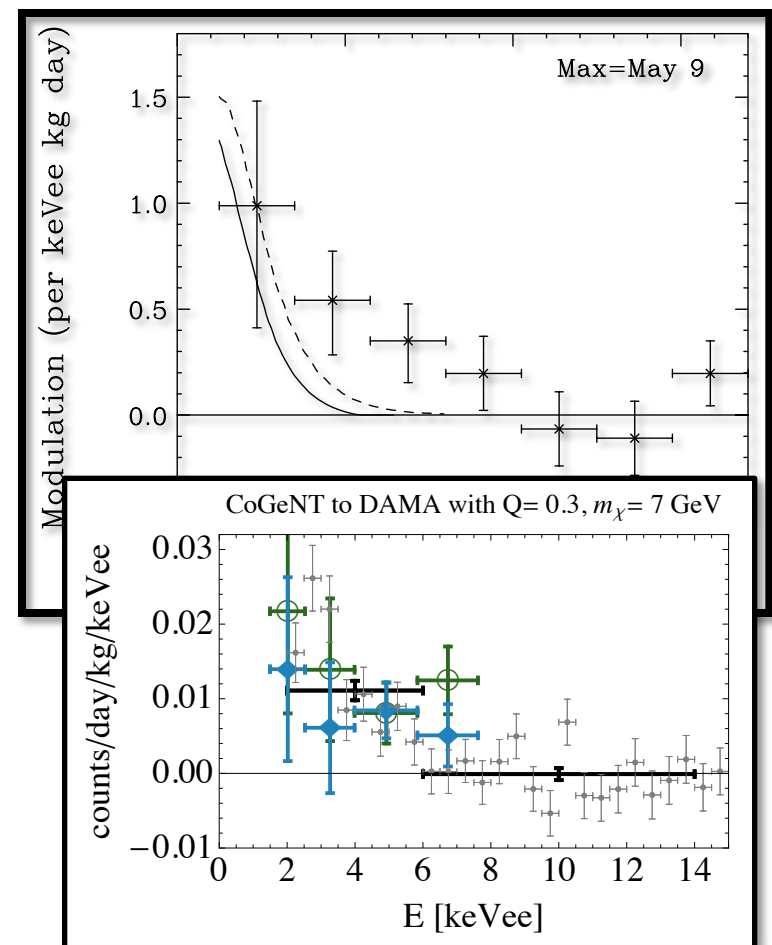 Modulation (per keVee kg day)
Max=May 9
1.5
1.0
0.5
0.0
CoGeNT to DAMA with Q= 0.3, mχ= 7 GeV
counts/day/kg/keVee
0.03
0.02
0.01
0.00
−0.01
0 2 4 6 8 10 12 14
E [keVee]